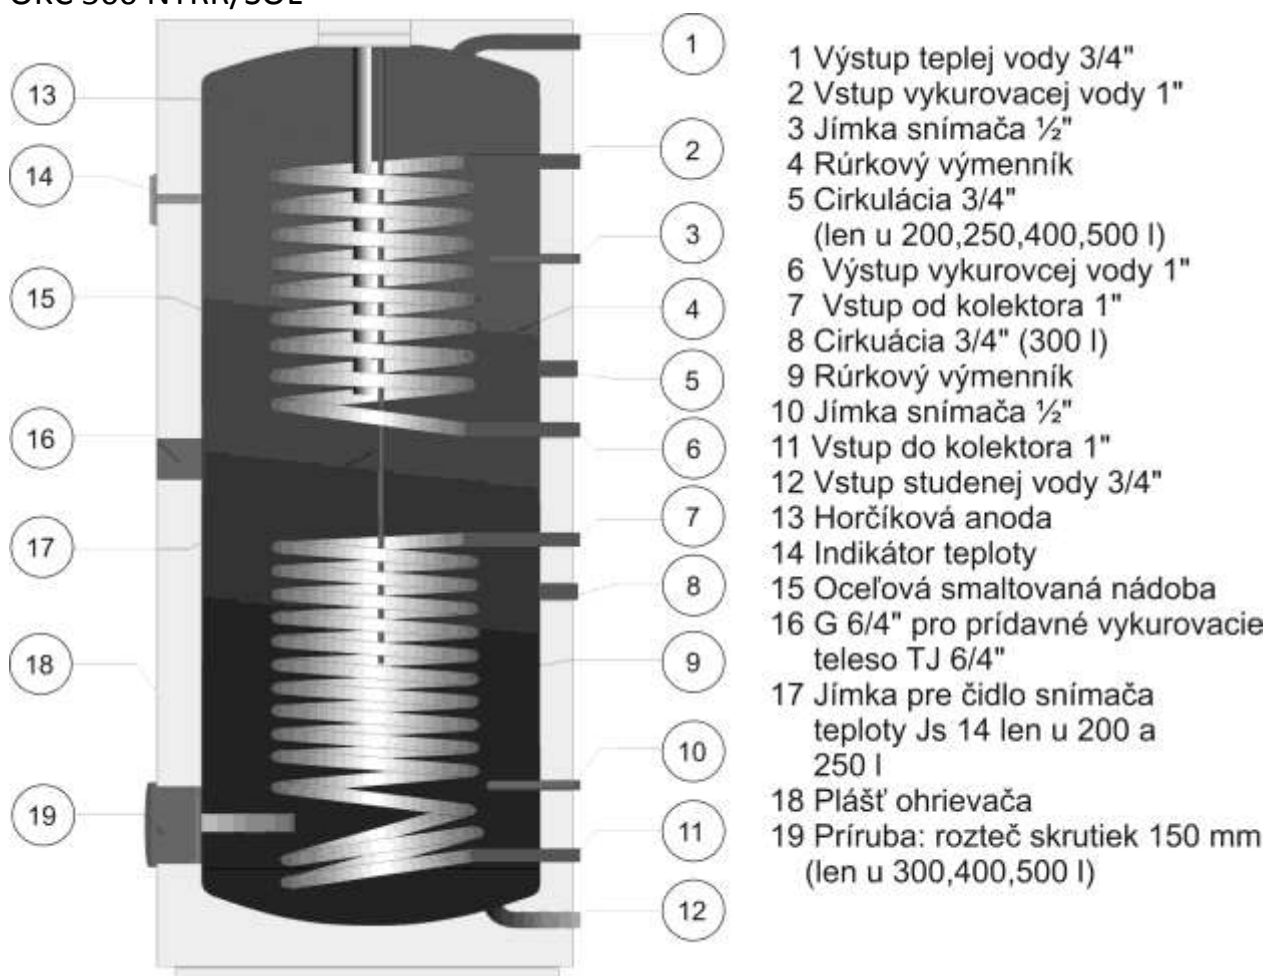 1 Výstup teplej vody 3/4"
2 Vstup vykurovacej vody 1"
3 Jímka snímača ½"
4 Rúrkový výmenník
5 Cirkulácia 3/4"
(len u 200,250,400,500 l)
6 Výstup vykurovcej vody 1"
7 Vstup od kolektora 1"
8 Cirkuácia 3/4" (300 l)
9 Rúrkový výmenník
10 Jímka snímača ½"
11 Vstup do kolektora 1"
12 Vstup studenej vody 3/4"
13 Horčíková anoda
14 Indikátor teploty
15 Oceľová smaltovaná nádoba
16 G 6/4" pro prídavné vykurovacie
teleso TJ 6/4"
17 Jímka pre čidlo snímača
teploty Js 14 len u 200 a
250 l
18 Plášť ohrievača
19 Príruba: rozteč skrutiek 150 mm
(len u 300,400,500 l)
13
14
15
16
17
18
19
1
2
3
4
5
6
7
8
9
10
11
12